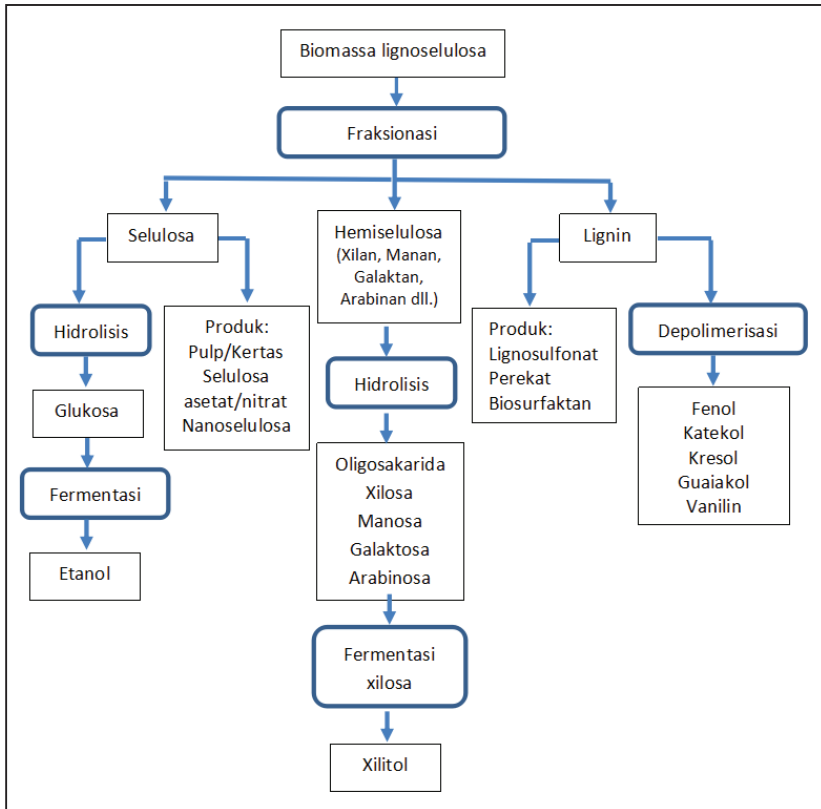 Biomassa lignoselulosa
Fraksionasi
Selulosa
Hidrolisis
Glukosa
Fermentasi
Etanol
Produk:
Pulp/Kertas
Selulosa
asetat/nitrat
Nanoselulosa
Hemiselulosa
(Xilan, Manan,
Galaktan,
Arabinan dll.)
Hidrolisis
Oligosakarida
Xilosa
Manosa
Galaktosa
Arabinosa
Fermentasi
xilosa
Xilitol
Lignin
Produk:
Lignosulfonat
Perekat
Biosurfaktan
Depolimerisasi
Fenol
Katekol
Kresol
Guaiakol
Vanilin